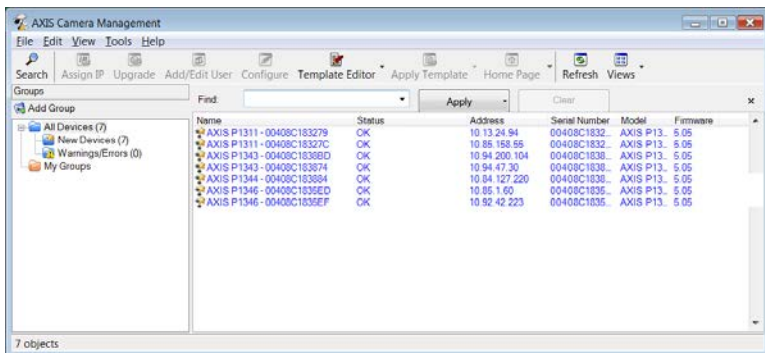 AXIS Camera Management
File Edit View Tools Help
Search Assign IP Upgrade Add/Edit User Configure Template Editor Apply Template Home Page Refresh Views
Groups
Add Group
All Devices (7)
New Devices (7)
Warnings/Errors (0)
My Groups
Find: Apply Clear
Name Status Address Serial Number Model Firmware
AXIS P1311 - 00408C183279 OK 10.13.24.94 00408C1832... AXIS P13... 5.05
AXIS P1311 - 00408C18327C OK 10.85.158.55 00408C1832... AXIS P13... 5.05
AXIS P1343 - 00408C1838BD OK 10.94.200.104 00408C1838... AXIS P13... 5.05
AXIS P1343 - 00408C183874 OK 10.94.47.30 00408C1838... AXIS P13... 5.05
AXIS P1344 - 00408C183884 OK 10.84.127.220 00408C1838... AXIS P13... 5.05
AXIS P1346 - 00408C1835ED OK 10.85.1.60 00408C1835... AXIS P13... 5.05
AXIS P1346 - 00408C1835EF OK 10.92.42.223 00408C1835... AXIS P13... 5.05
7 objects